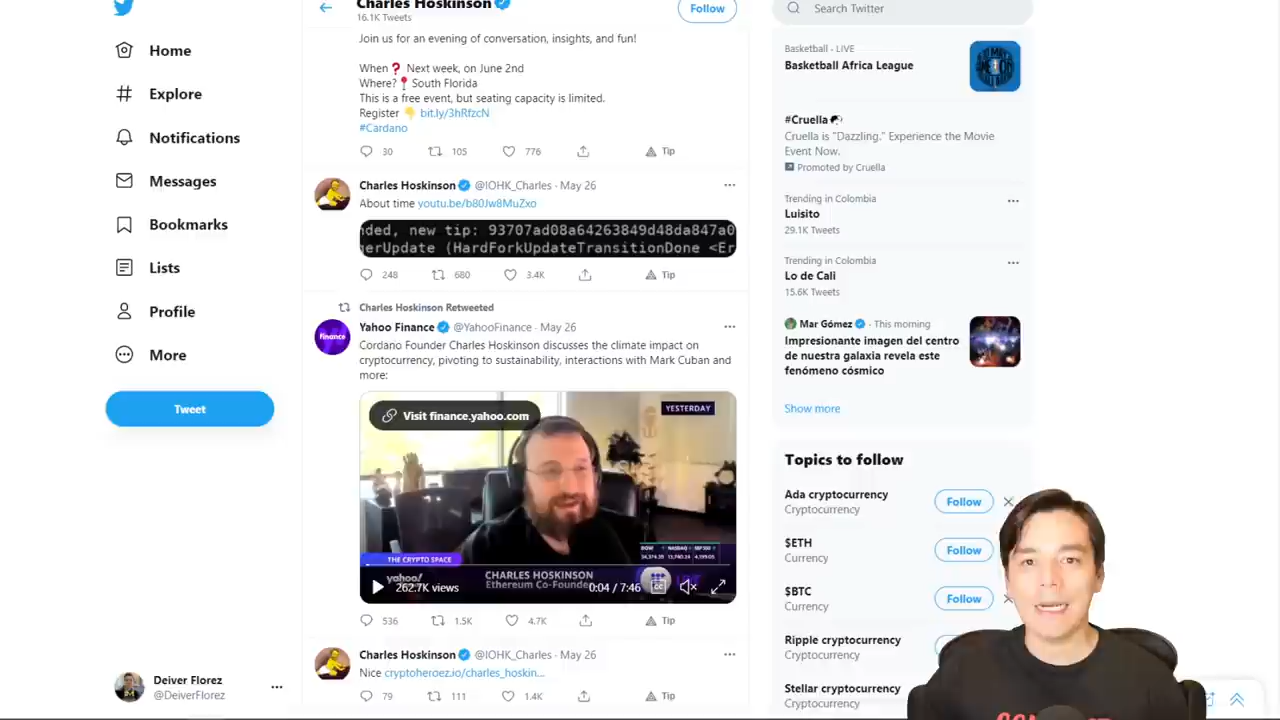 Home
Explore
Notifications
Messages
Bookmarks
Lists
Profile
More
Tweet
Deiver Florez
@DeiverFlorez
Charles Hoskinson
16.1K Tweets
Follow
Join us for an evening of conversation, insights, and fun!
When❓ Next week, on June 2nd
Where?📍 South Florida
This is a free event, but seating capacity is limited.
Register 👇 bit.ly/3hRfzcN
#Cardano
30 105 776 Tip
Charles Hoskinson @IOHK_Charles · May 26
About time youtu.be/b80Jw8MuZxo
nded, new tip: 93707ad08a64263849d48da847a0
gerUpdate (HardForkUpdateTransitionDone <Er
248 680 3.4K Tip
Charles Hoskinson Retweeted
Yahoo Finance @YahooFinance · May 26
Cordano Founder Charles Hoskinson discusses the climate impact on
cryptocurrency, pivoting to sustainability, interactions with Mark Cuban and
more:
finance
Visit finance.yahoo.com
YESTERDAY
THE CRYPTO SPACE
DOW NASDAQ S&P 500
yahoo/
262.7K views
CHARLES HOSKINSON
Ethereum Co-Founder
0:04 / 7:46
CC
536 1.5K 4.7K Tip
Charles Hoskinson @IOHK_Charles · May 26
Nice cryptoheroez.io/charles_hoskin...
79 111 1.4K Tip
Search Twitter
Basketball - LIVE
Basketball Africa League
#Cruella
Cruella is "Dazzling." Experience the Movie
Event Now.
Promoted by Cruella
Trending in Colombia
Luisito
29.1K Tweets
Trending in Colombia
Lo de Cali
15.6K Tweets
Mar Gómez · This morning
Impresionante imagen del centro
de nuestra galaxia revela este
fenómeno cósmico
Show more
Topics to follow
Ada cryptocurrency
Cryptocurrency
Follow
$ETH
Currency
Follow
$BTC
Currency
Follow
Ripple cryptocurrency
Cryptocurrency
Stellar cryptocurrency
Cryptocurrency